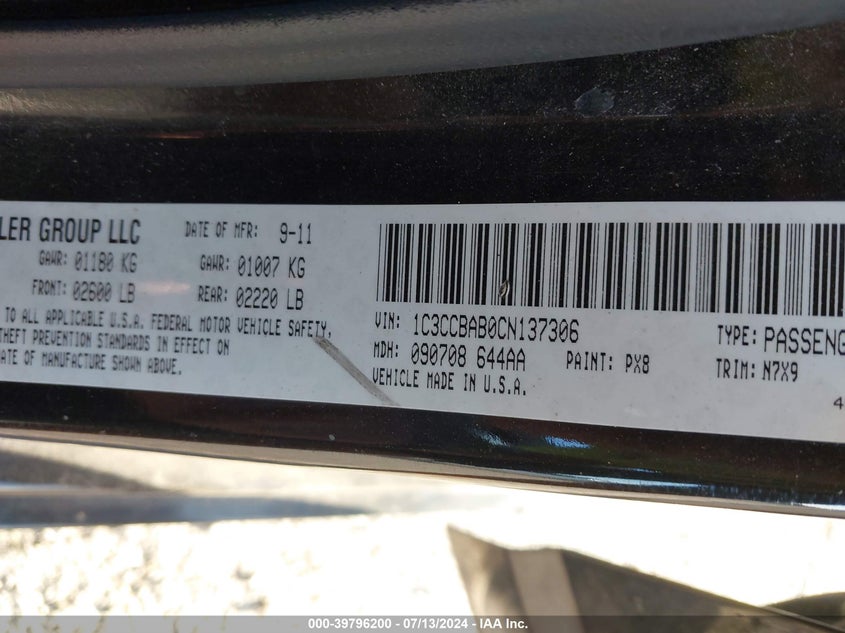 LER GROUP LLC DATE OF MFR: 9-11
GAWR: 01180 KG GAWR: 01007 KG
FRONT: 02600 LB REAR: 02220 LB
TO ALL APPLICABLE U.S.A. FEDERAL MOTOR VEHICLE SAFETY,
THEFT PREVENTION STANDARDS IN EFFECT ON
ATE OF MANUFACTURE SHOWN ABOVE.
VIN: 1C3CCBAB0CN137306 TYPE: PASSENG
MDH: 090708 644AA PAINT: PX8 TRIM: N7X9
VEHICLE MADE IN U.S.A.
4
000-39796200 - 07/13/2024 - IAA Inc.